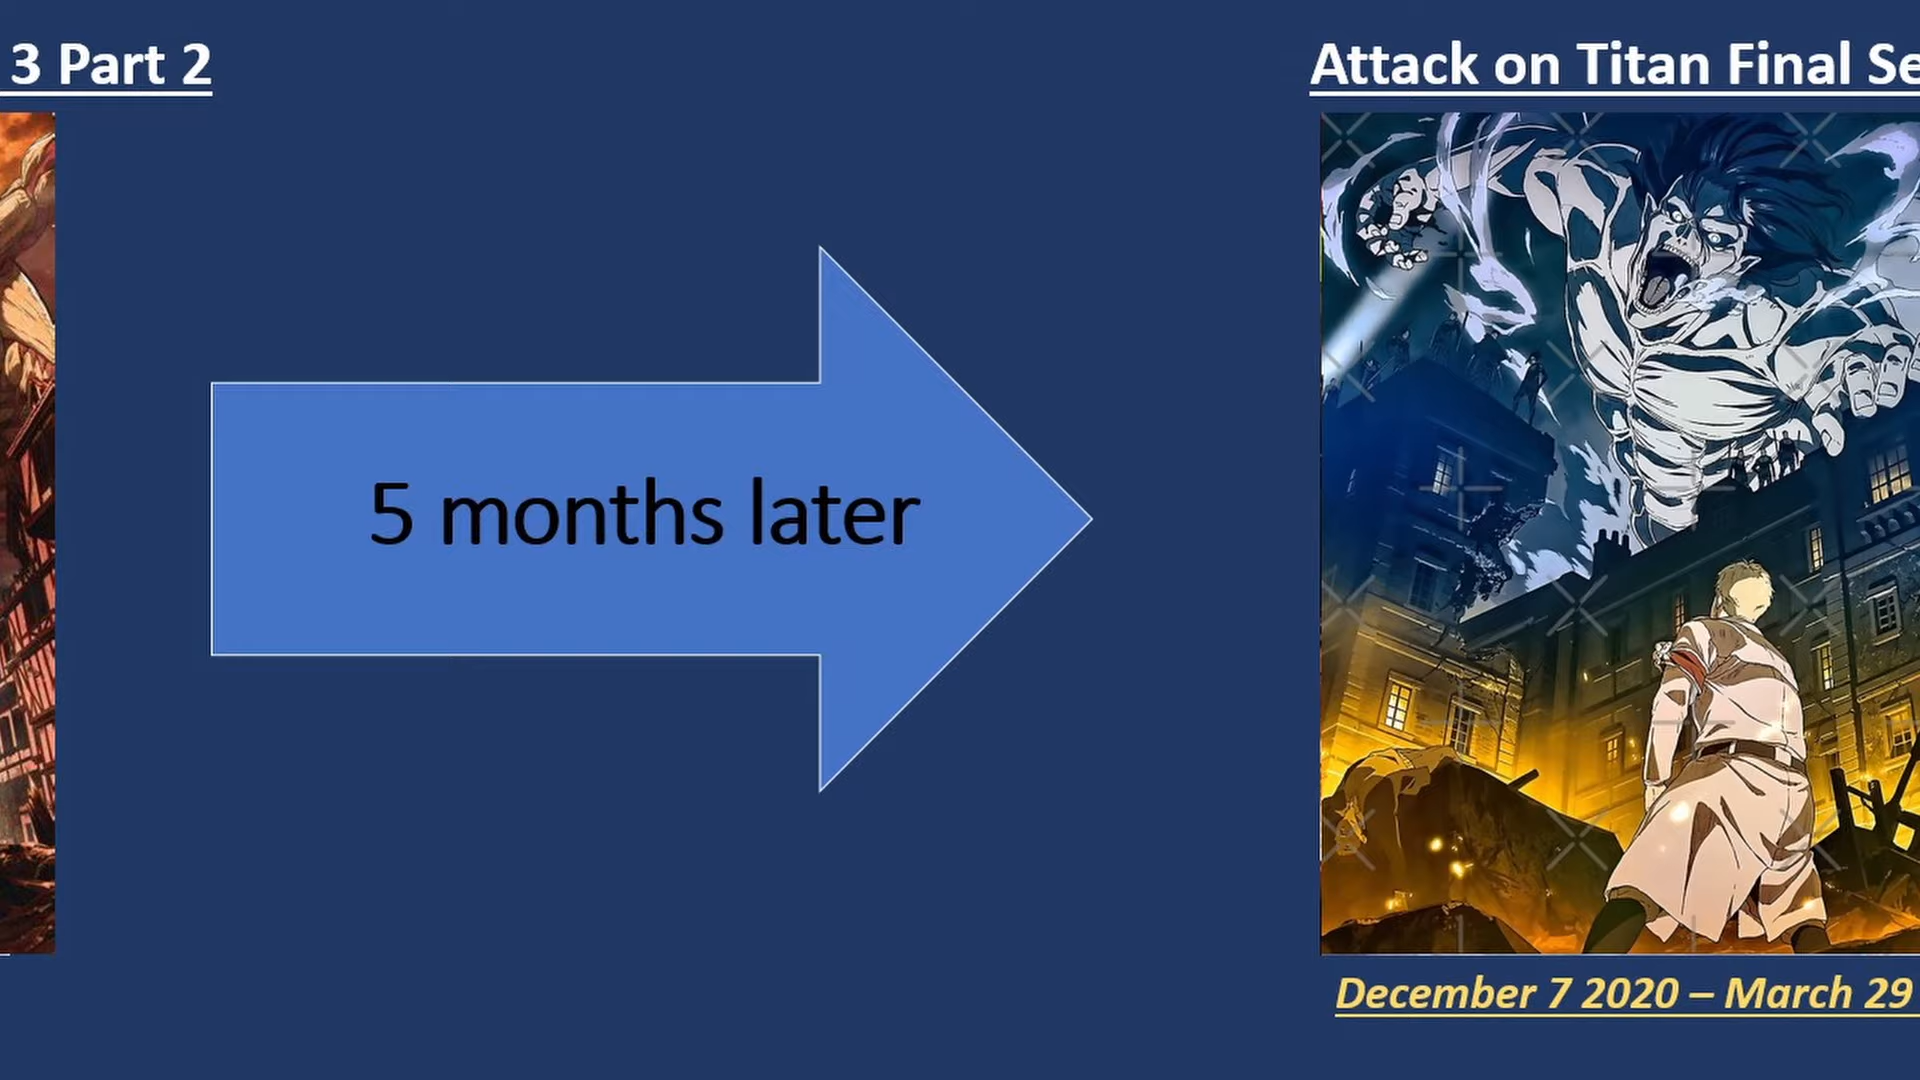 3 Part 2
Attack on Titan Final Se
5 months later
December 7 2020 – March 29